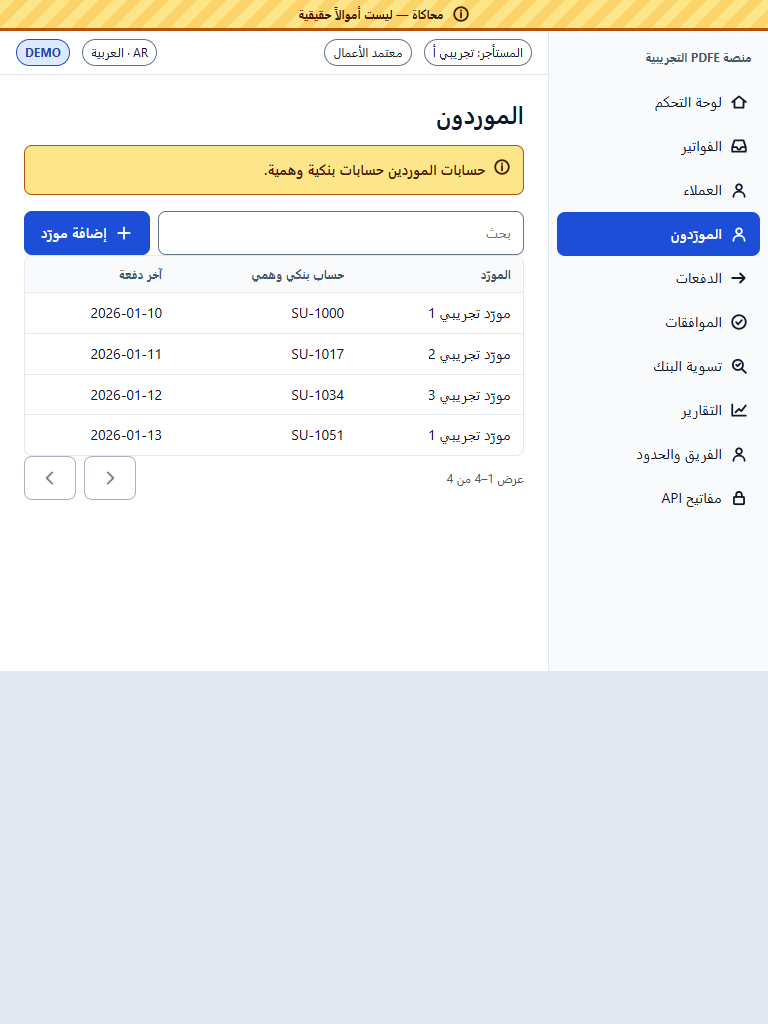 محاكاة — ليست أموالاً حقيقية
منصة PDFE التجريبية
لوحة التحكم
الفواتير
العملاء
المورّدون
الدفعات
الموافقات
تسوية البنك
التقارير
الفريق والحدود
مفاتيح API
المستأجر: تجريبي أ
معتمد الأعمال
AR · العربية
DEMO
الموردون
حسابات الموردين حسابات بنكية وهمية.
بحث
إضافة مورّد
المورّد حساب بنكي وهمي آخر دفعة
مورّد تجريبي 1 SU-1000 2026-01-10
مورّد تجريبي 2 SU-1017 2026-01-11
مورّد تجريبي 3 SU-1034 2026-01-12
مورّد تجريبي 1 SU-1051 2026-01-13
عرض 1–4 من 4